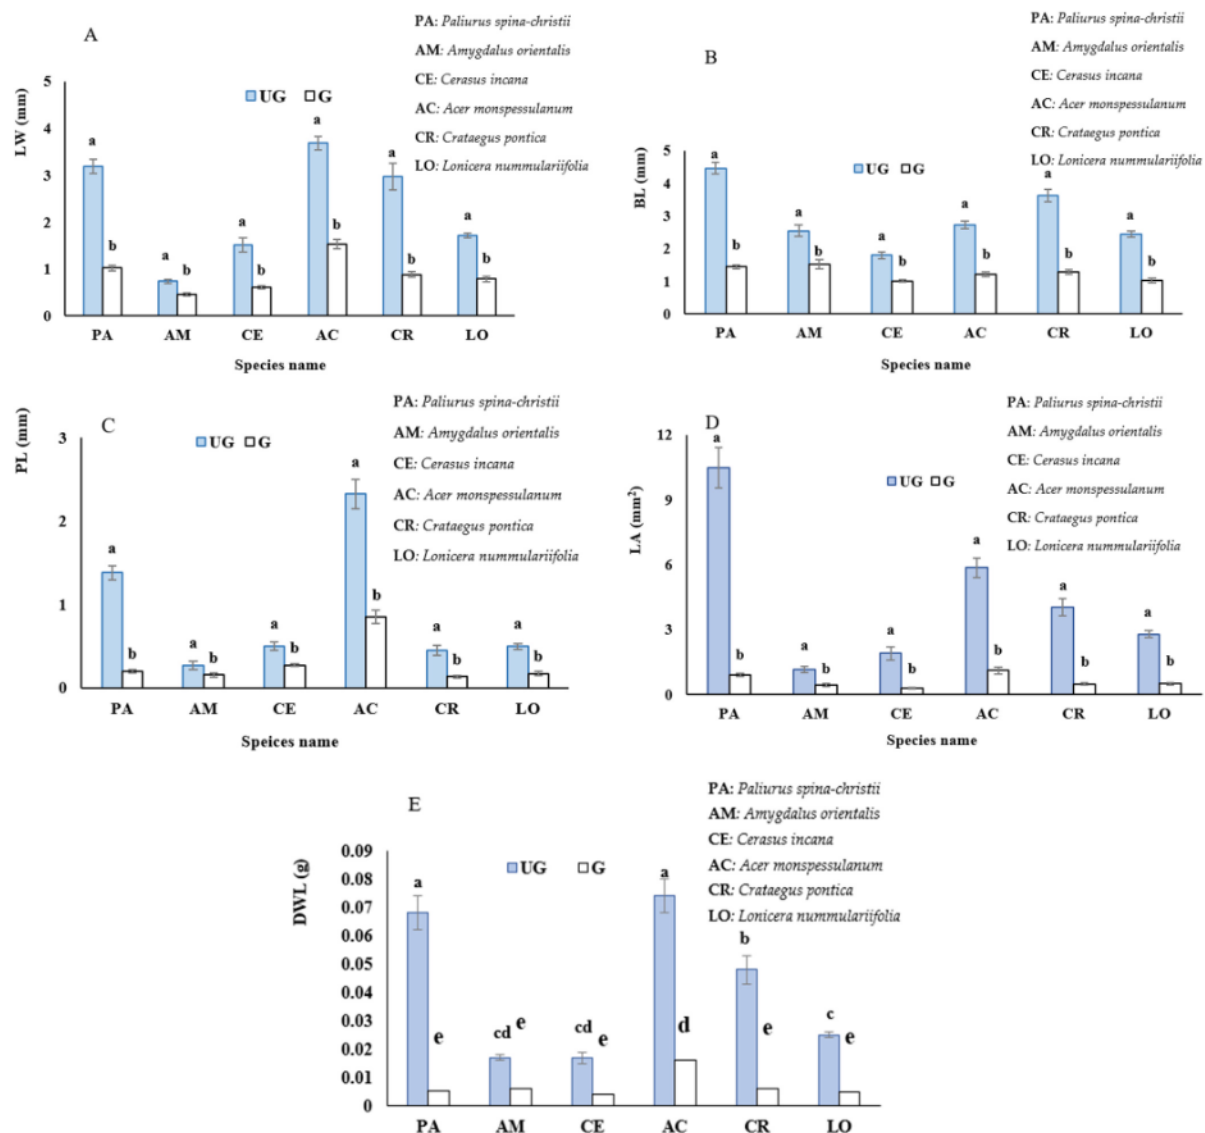 A
PA: Paliurus spina-christii
AM: Amygdalus orientalis
CE: Cerasus incana
AC: Acer monspessulanum
CR: Crataegus pontica
LO: Lonicera nummulariifolia
UG G
LW (mm)
5
4
3
2
1
0
a b a b a b a b a b a b
PA AM CE AC CR LO
Species name
B
PA: Paliurus spina-christii
AM: Amygdalus orientalis
CE: Cerasus incana
AC: Acer monspessulanum
CR: Crataegus pontica
LO: Lonicera nummulariifolia
UG G
BL (mm)
5
4
3
2
1
0
a b a b a b a b a b a b
PA AM CE AC CR LO
Species name
C
PA: Paliurus spina-christii
AM: Amygdalus orientalis
CE: Cerasus incana
AC: Acer monspessulanum
CR: Crataegus pontica
LO: Lonicera nummulariifolia
UG G
PL (mm)
3
2
1
0
a b a b a b a b a b a b
PA AM CE AC CR LO
Speices name
D
PA: Paliurus spina-christii
AM: Amygdalus orientalis
CE: Cerasus incana
AC: Acer monspessulanum
CR: Crataegus pontica
LO: Lonicera nummulariifolia
UG G
LA (mm²)
12
9
6
3
0
a b a b a b a b a b a b
PA AM CE AC CR LO
Species name
E
PA: Paliurus spina-christii
AM: Amygdalus orientalis
CE: Cerasus incana
AC: Acer monspessulanum
CR: Crataegus pontica
LO: Lonicera nummulariifolia
UG G
DWL (g)
0.09
0.08
0.07
0.06
0.05
0.04
0.03
0.02
0.01
0
a e cd e cd e a d b e c e
PA AM CE AC CR LO